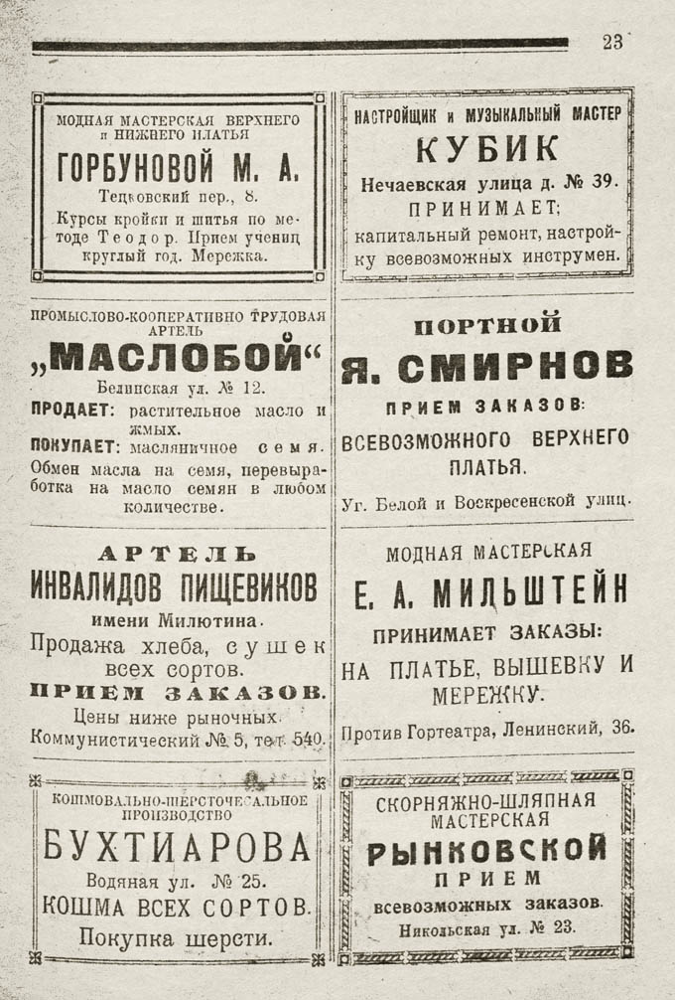 23
МОДНАЯ МАСТЕРСКАЯ ВЕРХНЕГО
и НИЖНЕГО ПЛАТЬЯ
ГОРБУНОВОЙ М. А.
Тецковский пер., 8.
Курсы кройки и шитья по ме-
тоде Теодор. Прием учениц
круглый год. Мережка.
ПРОМЫСЛОВО-КООПЕРАТИВНО ТРУДОВАЯ
АРТЕЛЬ
„МАСЛОБОЙ“
Белинская ул. № 12.
ПРОДАЕТ: растительное масло и
жмых.
ПОКУПАЕТ: масляничное семя.
Обмен масла на семя, перевыра-
ботка на масло семян в любом
количестве.
АРТЕЛЬ
ИНВАЛИДОВ ПИЩЕВИКОВ
имени Милютина.
Продажа хлеба, сушек
всех сортов.
ПРИЕМ ЗАКАЗОВ.
Цены ниже рыночных.
Коммунистический № 5, тел. 540.
КОШМОВАЛЬНО-ШЕРСТОЧЕСАЛЬНОЕ
ПРОИЗВОДСТВО
БУХТИАРОВА
Водяная ул. № 25.
КОШМА ВСЕХ СОРТОВ.
Покупка шерсти.
НАСТРОЙЩИК и МУЗЫКАЛЬНЫЙ МАСТЕР
КУБИК
Нечаевская улица д. № 39.
ПРИНИМАЕТ;
капитальный ремонт, настрой-
ку всевозможных инструмен.
ПОРТНОЙ
Я. СМИРНОВ
ПРИЕМ ЗАКАЗОВ:
ВСЕВОЗМОЖНОГО ВЕРХНЕГО
ПЛАТЬЯ.
Уг. Белой и Воскресенской улиц.
МОДНАЯ МАСТЕРСКАЯ
Е. А. МИЛЬШТЕЙН
ПРИНИМАЕТ ЗАКАЗЫ:
НА ПЛАТЬЕ, ВЫШЕВКУ И
МЕРЕЖКУ.
Против Гортеатра, Ленинский, 36.
СКОРНЯЖНО-ШЛЯПНАЯ
МАСТЕРСКАЯ
РЫНКОВСКОЙ
ПРИЕМ
всевозможных заказов.
Никольская ул. № 23.